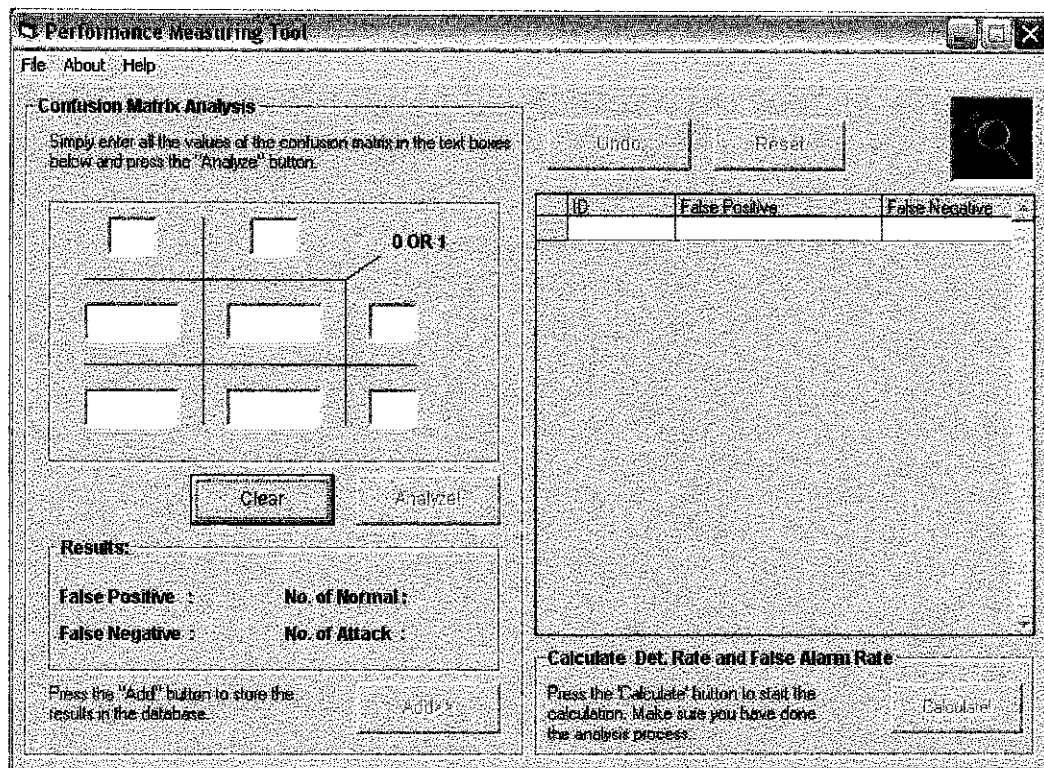 Performance Measuring Tool
File About Help
Confusion Matrix Analysis
Simply enter all the values of the confusion matrix in the text boxes
below and press the "Analyze" button.
0 OR 1
Clear
Analyze!
Results:
False Positive :
No. of Normal :
False Negative :
No. of Attack :
Press the "Add" button to store the
results in the database.
Add>>
Undo
Reset
ID
False Positive
False Negative
Calculate Det. Rate and False Alarm Rate
Press the 'Calculate' button to start the
calculation. Make sure you have done
the analysis process.
Calculate!